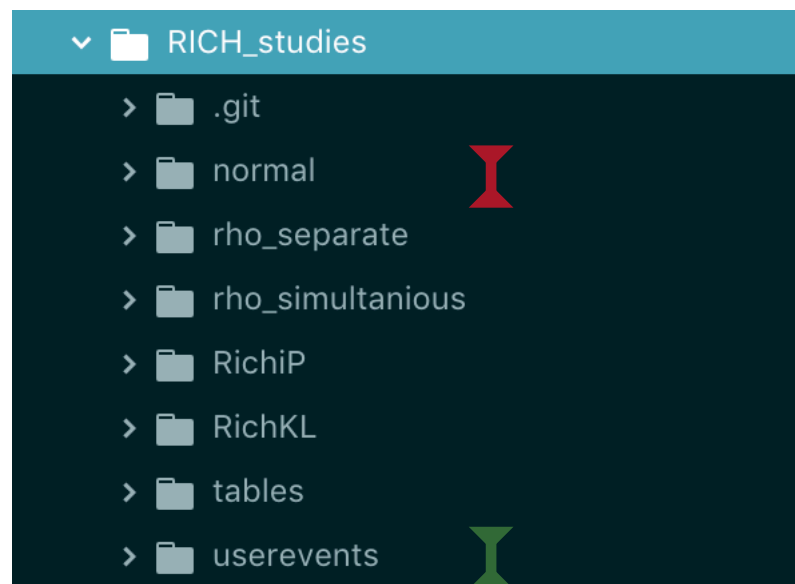 RICH_studies
.git
normal
rho_separate
rho_simultanious
RichiP
RichKL
tables
userevents